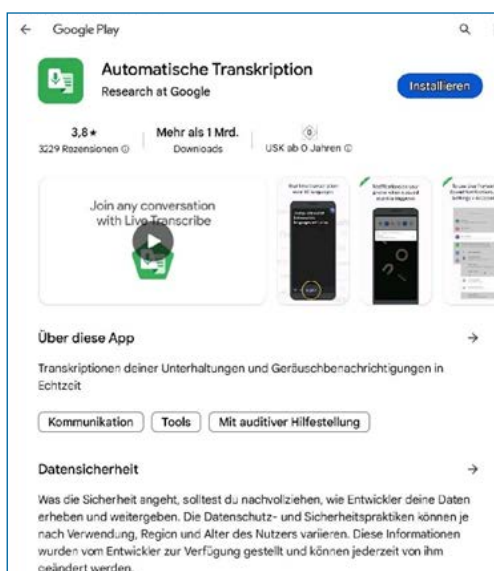 Google Play
Automatische Transkription
Research at Google
Installieren
3,8★
3229 Rezensionen
Mehr als 1 Mrd.
Downloads
0
USK ab 0 Jahren
Join any conversation
with Live Transcribe
Über diese App
Transkriptionen deiner Unterhaltungen und Geräuschbenachrichtigungen in
Echtzeit
Kommunikation
Tools
Mit auditiver Hilfestellung
Datensicherheit
Was die Sicherheit angeht, solltest du nachvollziehen, wie Entwickler deine Daten
erheben und weitergeben. Die Datenschutz- und Sicherheitspraktiken können je
nach Verwendung, Region und Alter des Nutzers variieren. Diese Informationen
wurden vom Entwickler zur Verfügung gestellt und können jederzeit von ihm
geändert werden.